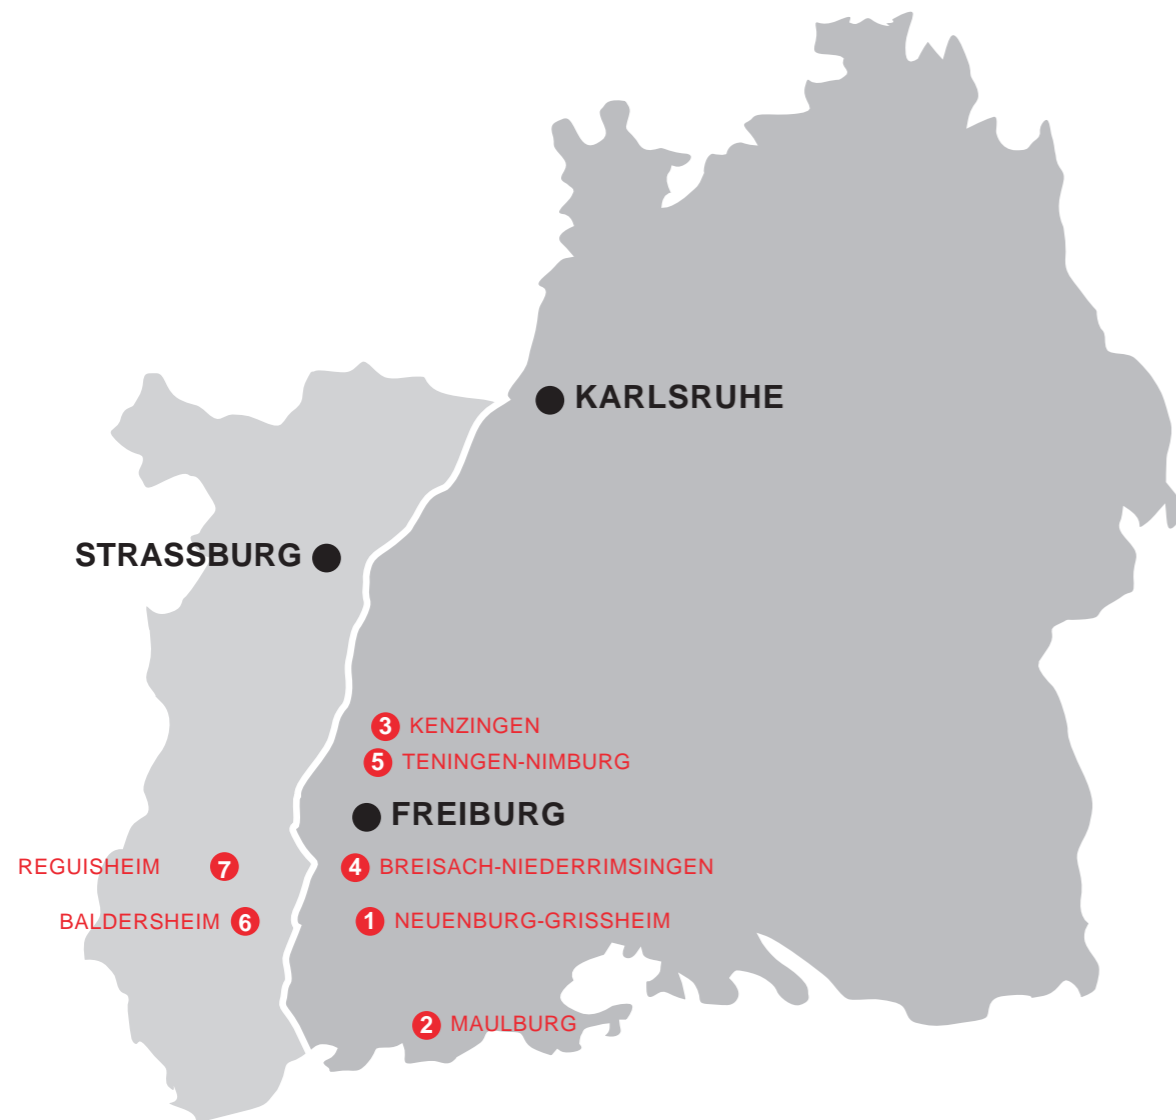 KARLSRUHE
STRASSBURG
3 KENZINGEN
5 TENINGEN-NIMBURG
FREIBURG
REGUISHEIM 7
4 BREISACH-NIEDERRIMSINGEN
BALDERSHEIM 6
1 NEUENBURG-GRISSHEIM
2 MAULBURG